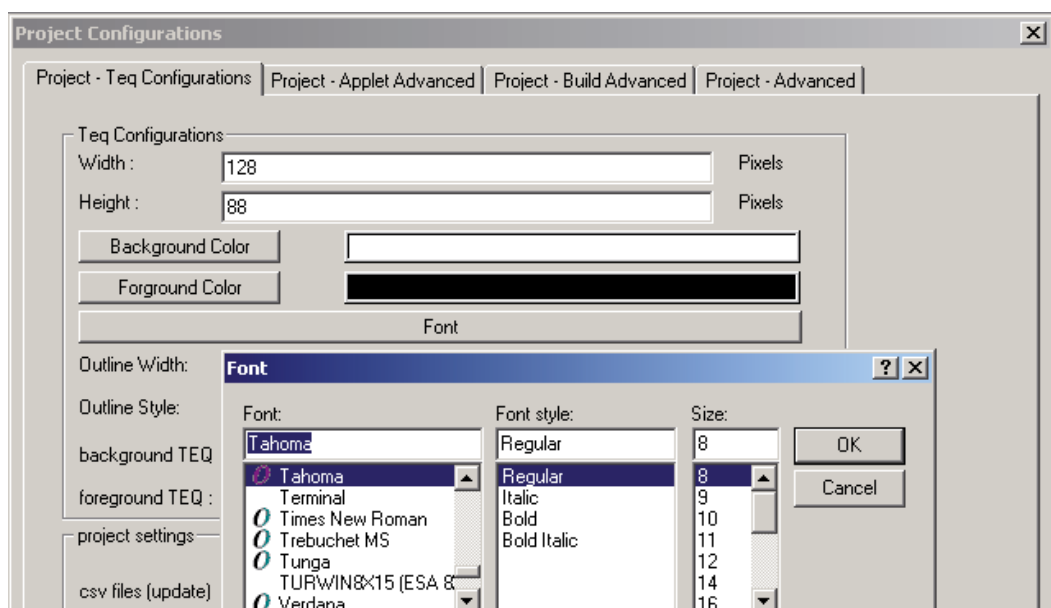 Project Configurations
Project - Teq Configurations Project - Applet Advanced Project - Build Advanced Project - Advanced
Teq Configurations
Width : 128 Pixels
Height : 88 Pixels
Background Color
Forground Color
Font
Outline Width:
Outline Style:
background TEQ
foreground TEQ :
project settings
csv files (update)
Font
Font: Font style: Size:
Tahoma Regular 8 OK
Tahoma Regular 8 Cancel
Terminal Italic 9
Times New Roman Bold 10
Trebuchet MS Bold Italic 11
Tunga 12
TURWIN8X15 (ESA 8 14
Verdana 16